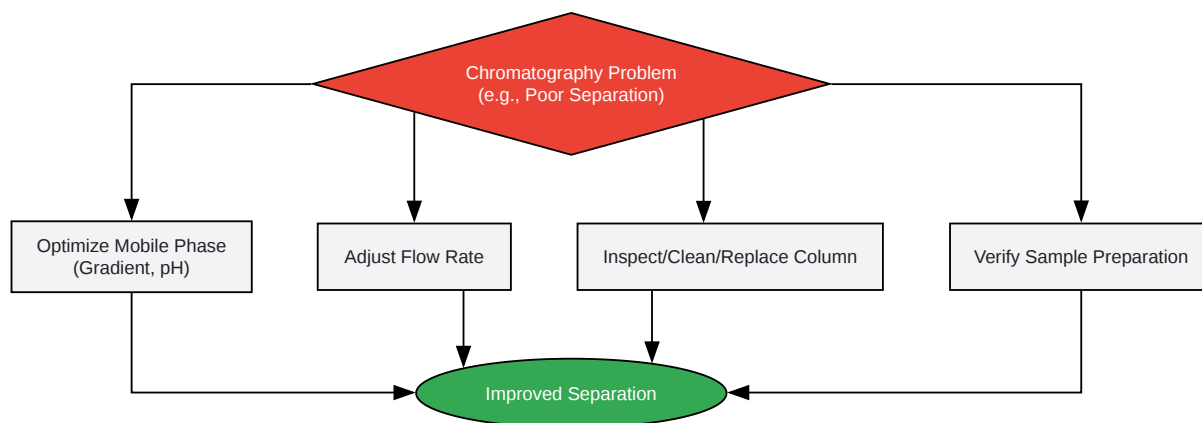 Chromatography Problem
(e.g., Poor Separation)
Optimize Mobile Phase
(Gradient, pH)
Adjust Flow Rate
Inspect/Clean/Replace Column
Verify Sample Preparation
Improved Separation